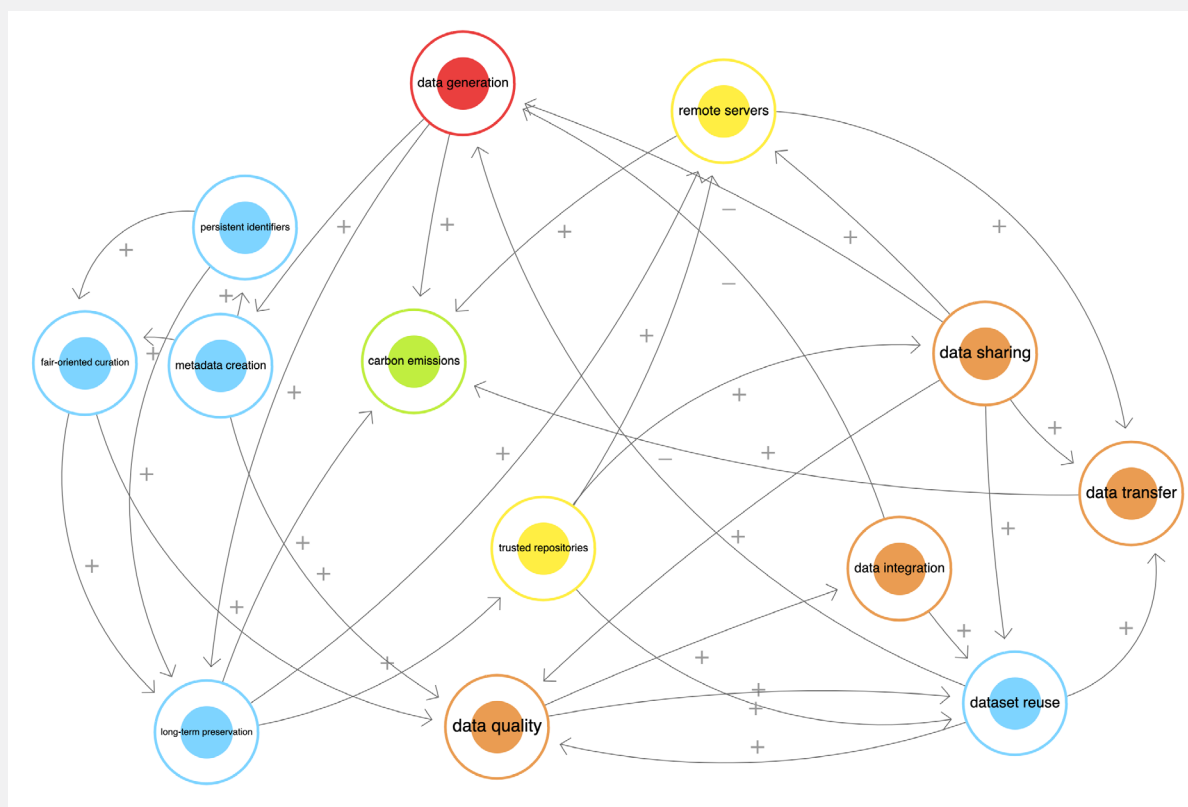 data generation
remote servers
persistent identifiers
fair-oriented curation
metadata creation
carbon emissions
data sharing
data transfer
trusted repositories
data integration
dataset reuse
long-term preservation
data quality